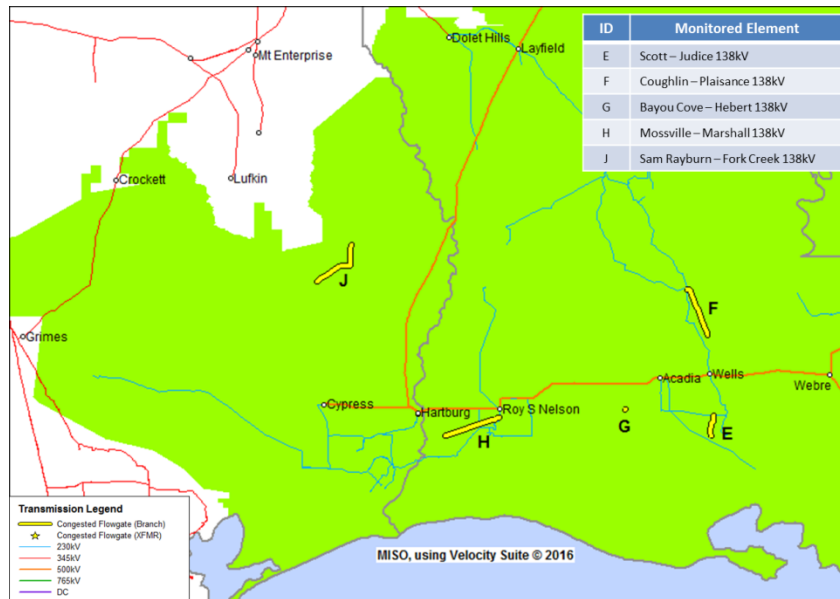 ID Monitored Element
E Scott – Judice 138kV
F Coughlin – Plaisance 138kV
G Bayou Cove – Hebert 138kV
H Mossville – Marshall 138kV
J Sam Rayburn – Fork Creek 138kV
Dolet Hills
Layfield
Mt Enterprise
Crockett
Lufkin
J
F
Grimes
Acadia
Wells
Webre
Cypress
Hartburg
Roy S Nelson
H
G
E
Transmission Legend
Congested Flowgate (Branch)
Congested Flowgate (XFMR)
230kV
345kV
500kV
765kV
DC
MISO, using Velocity Suite © 2016